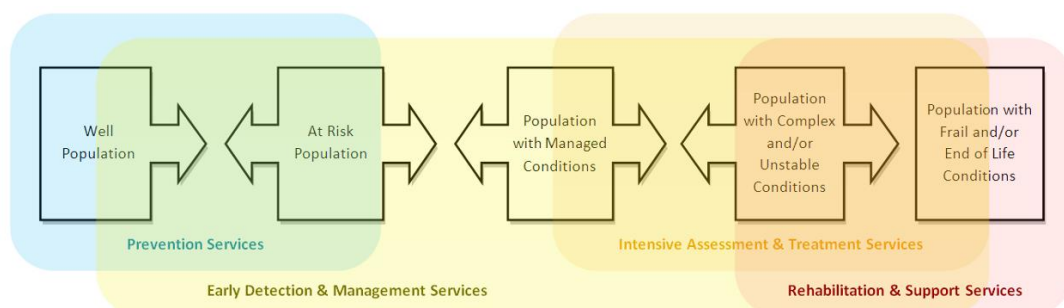 Well
Population
At Risk
Population
Population
with Managed
Conditions
Population
with Complex
and/or
Unstable
Conditions
Population with
Frail and/or
End of Life
Conditions
Prevention Services
Intensive Assessment & Treatment Services
Early Detection & Management Services
Rehabilitation & Support Services